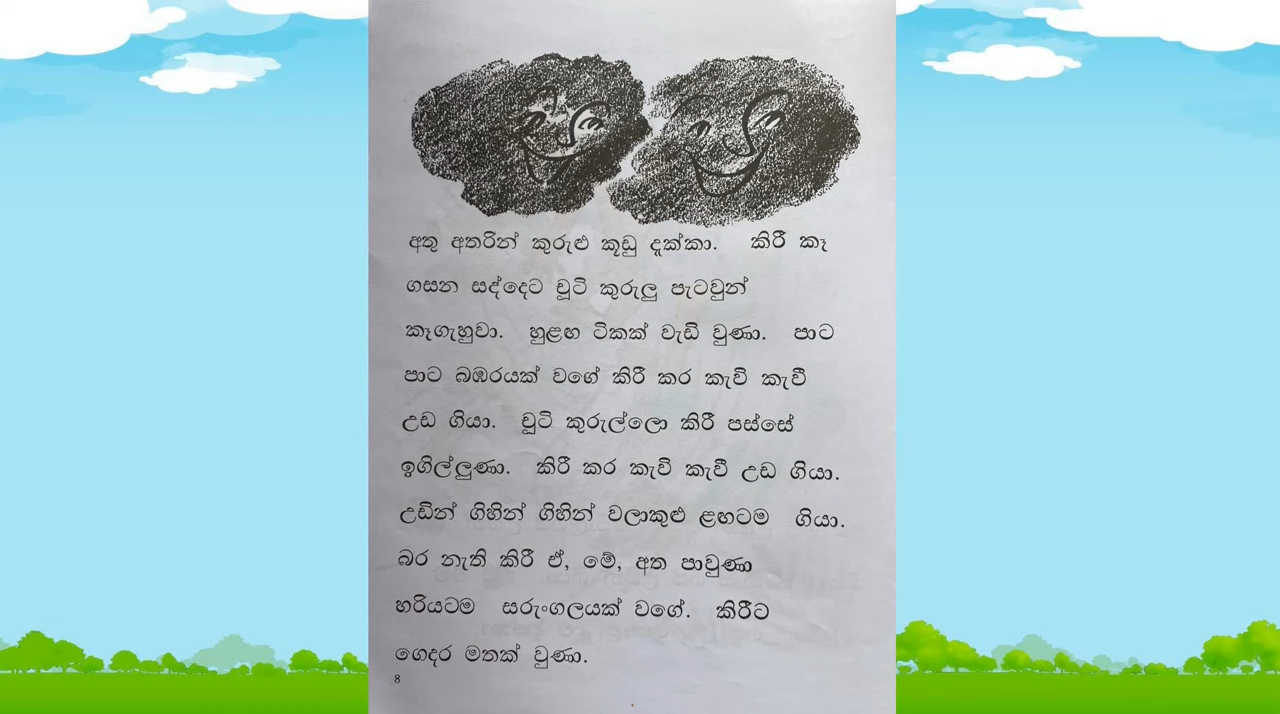 අතු අතරින් කුරුළු කූඩු දැක්කා. කිරී කෑ
ගසන සද්දෙට චූටි කුරුලු පැටවුන්
කෑගැහුවා. හුළඟ ටිකක් වැඩි වුණා. පාට
පාට බඹරයක් වගේ කිරී කර කැවි කැවී
උඩ ගියා. චුටි කුරුල්ලො කිරී පස්සේ
ඉගිල්ලුණා. කිරී කර කැවි කැවී උඩ ගියා.
උඩින් ගිහින් ගිහින් වලාකුළු ළඟටම ගියා.
බර නැති කිරී ඒ, මේ, අත පාවුණා
හරියටම සරුංගලයක් වගේ. කිරීට
ගෙදර මතක් වුණා.
8